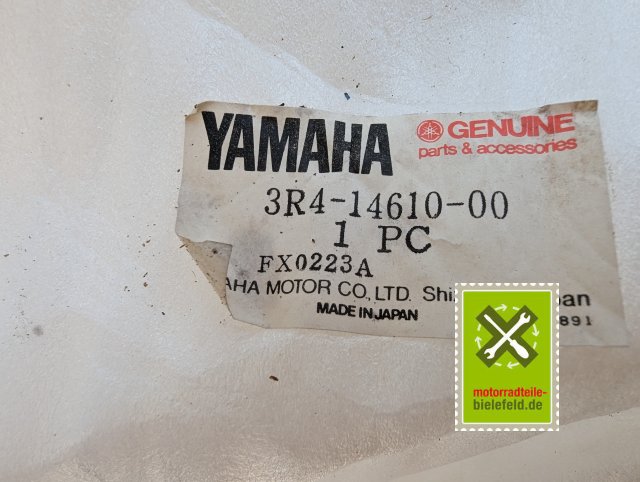 YAMAHA
GENUINE
parts & accessories
3R4-14610-00
1 PC
FX0223A
AHA MOTOR CO., LTD.
MADE IN JAPAN
891
motorradteile-
bielefeld.de